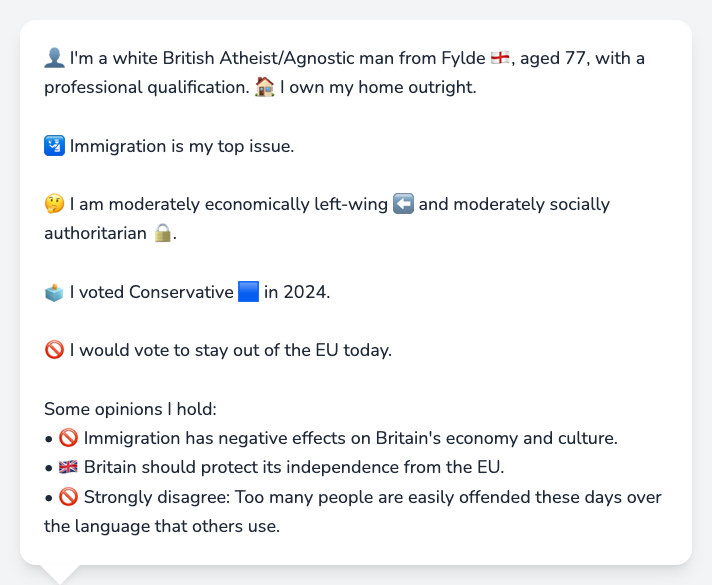 👤 I'm a white British Atheist/Agnostic man from Fylde 🏴󠁧󠁢󠁥󠁮󠁧󠁿, aged 77, with a
professional qualification. 🏠 I own my home outright.
🛂 Immigration is my top issue.
🤔 I am moderately economically left-wing ⬅️ and moderately socially
authoritarian 🔒.
🗳️ I voted Conservative 🟦 in 2024.
🚫 I would vote to stay out of the EU today.
Some opinions I hold:
• 🚫 Immigration has negative effects on Britain's economy and culture.
• 🇬🇧 Britain should protect its independence from the EU.
• 🚫 Strongly disagree: Too many people are easily offended these days over
the language that others use.